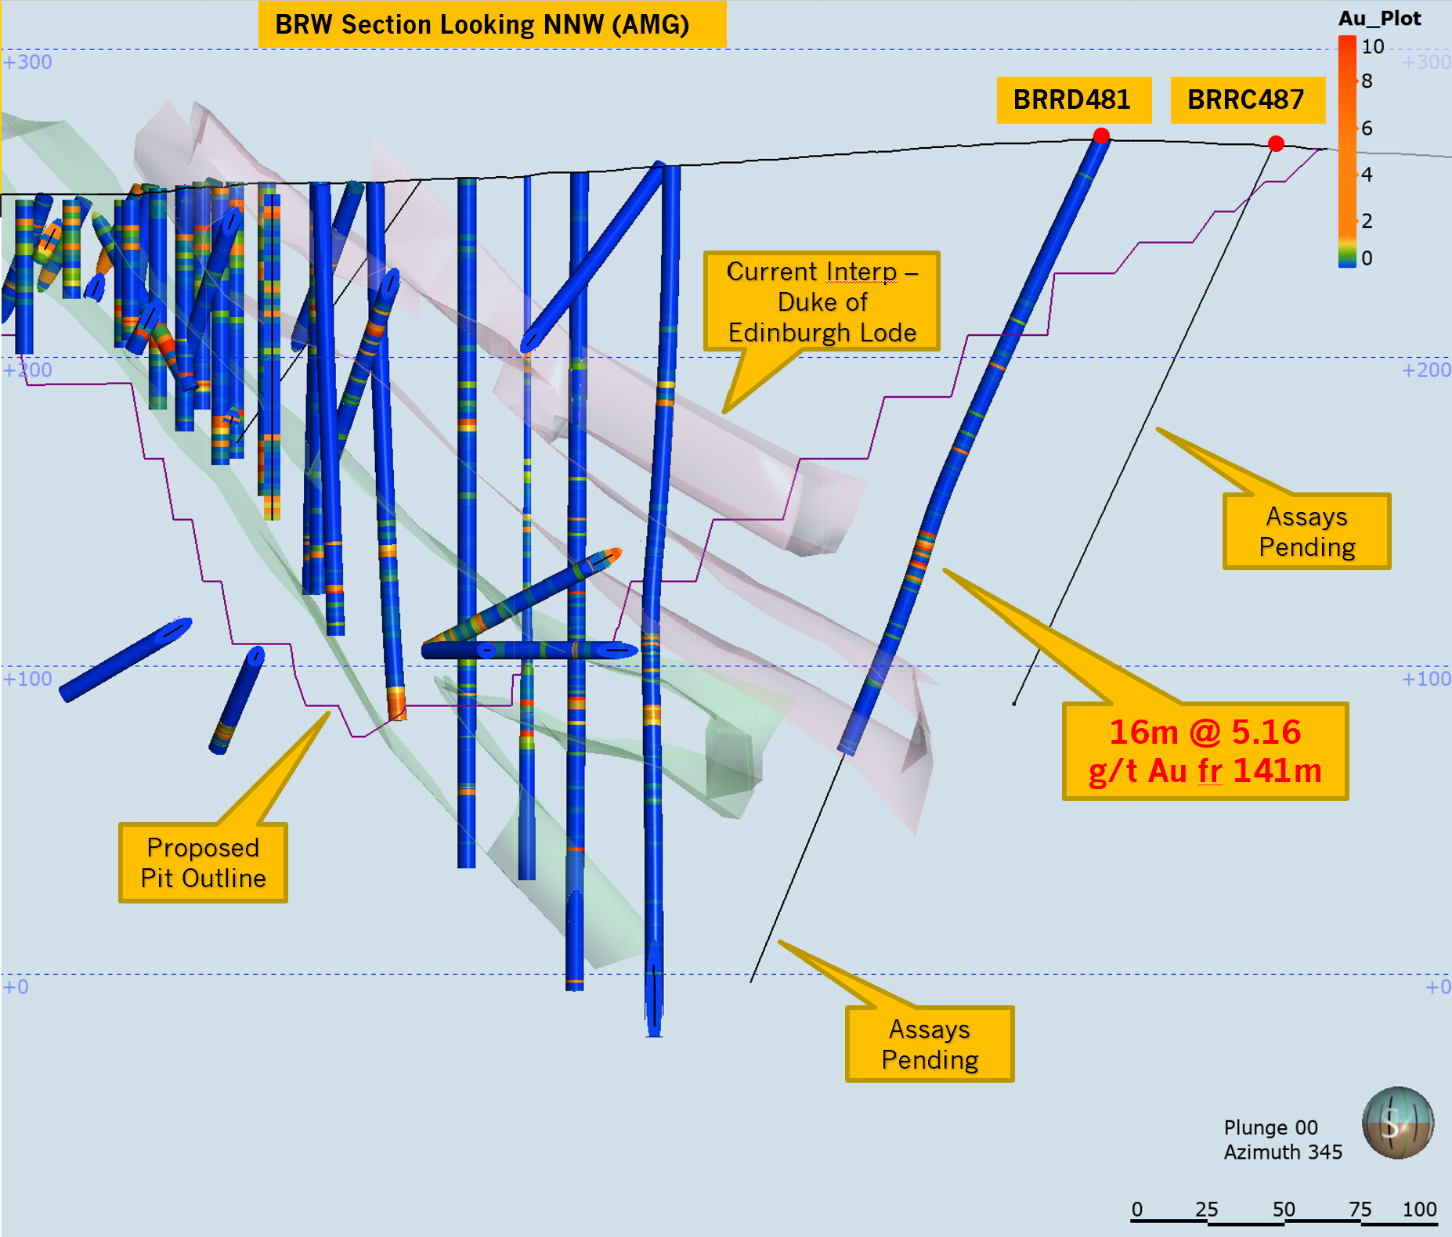 BRW Section Looking NNW (AMG)
Au_Plot
10
8
6
4
2
0
+300
+300
BRRD481
BRRC487
Current Interp –
Duke of
Edinburgh Lode
+200
+200
Assays
Pending
+100
+100
16m @ 5.16
g/t Au fr 141m
Proposed
Pit Outline
+0
+0
Assays
Pending
Plunge 00
Azimuth 345
S
0 25 50 75 100